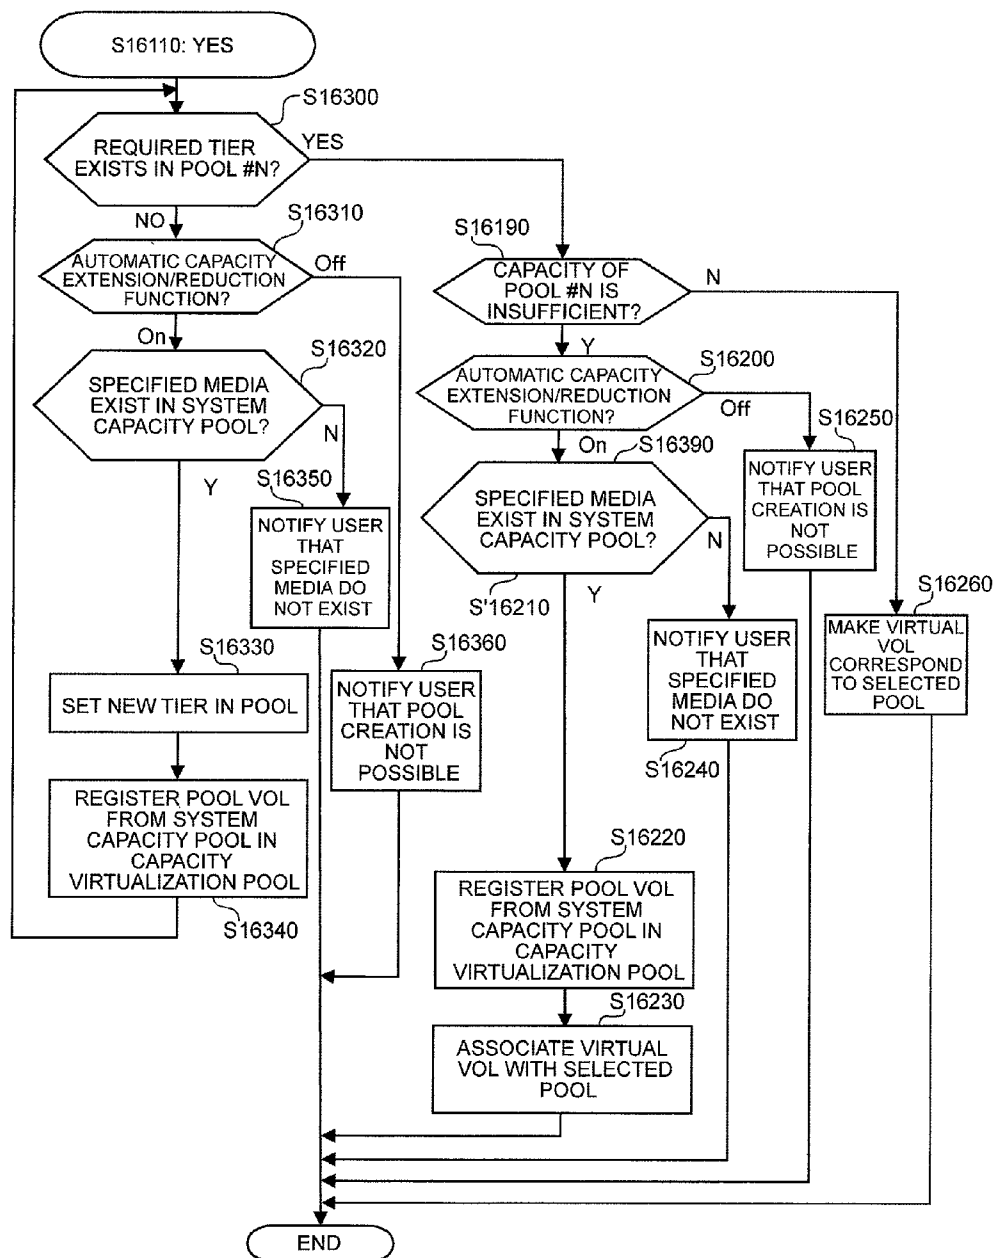 S16110: YES
S16300
REQUIRED TIER
EXISTS IN POOL #N?
YES
NO
S16310
AUTOMATIC CAPACITY
EXTENSION/REDUCTION
FUNCTION?
Off
On
S16320
SPECIFIED MEDIA
EXIST IN SYSTEM
CAPACITY POOL?
N
Y
S16350
NOTIFY USER
THAT
SPECIFIED
MEDIA DO
NOT EXIST
S16330
SET NEW TIER IN POOL
S16360
NOTIFY USER
THAT POOL
CREATION IS
NOT
POSSIBLE
REGISTER POOL VOL
FROM SYSTEM
CAPACITY POOL IN
CAPACITY
VIRTUALIZATION POOL
S16340
S16190
CAPACITY OF
POOL #N IS
INSUFFICIENT?
N
Y
S16200
AUTOMATIC CAPACITY
EXTENSION/REDUCTION
FUNCTION?
Off
On
S16250
NOTIFY USER
THAT POOL
CREATION IS
NOT
POSSIBLE
S16390
SPECIFIED MEDIA
EXIST IN SYSTEM
CAPACITY POOL?
N
S'16210
Y
S16260
MAKE VIRTUAL
VOL
CORRESPOND
TO SELECTED
POOL
NOTIFY USER
THAT
SPECIFIED
MEDIA DO
NOT EXIST
S16240
S16220
REGISTER POOL VOL
FROM SYSTEM
CAPACITY POOL IN
CAPACITY
VIRTUALIZATION POOL
S16230
ASSOCIATE VIRTUAL
VOL WITH SELECTED
POOL
END